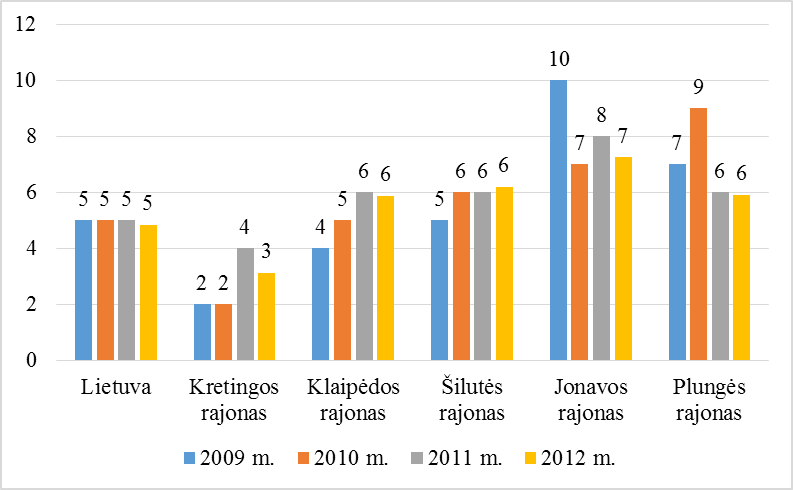 12
10
8
6
4
2
0
5 5 5 5
2 2 4 3
4 5 6 6
5 6 6 6
10 7 8 7
7 9 6 6
Lietuva
Kretingos
rajonas
Klaipėdos
rajonas
Šilutės
rajonas
Jonavos
rajonas
Plungės
rajonas
2009 m. 2010 m. 2011 m. 2012 m.